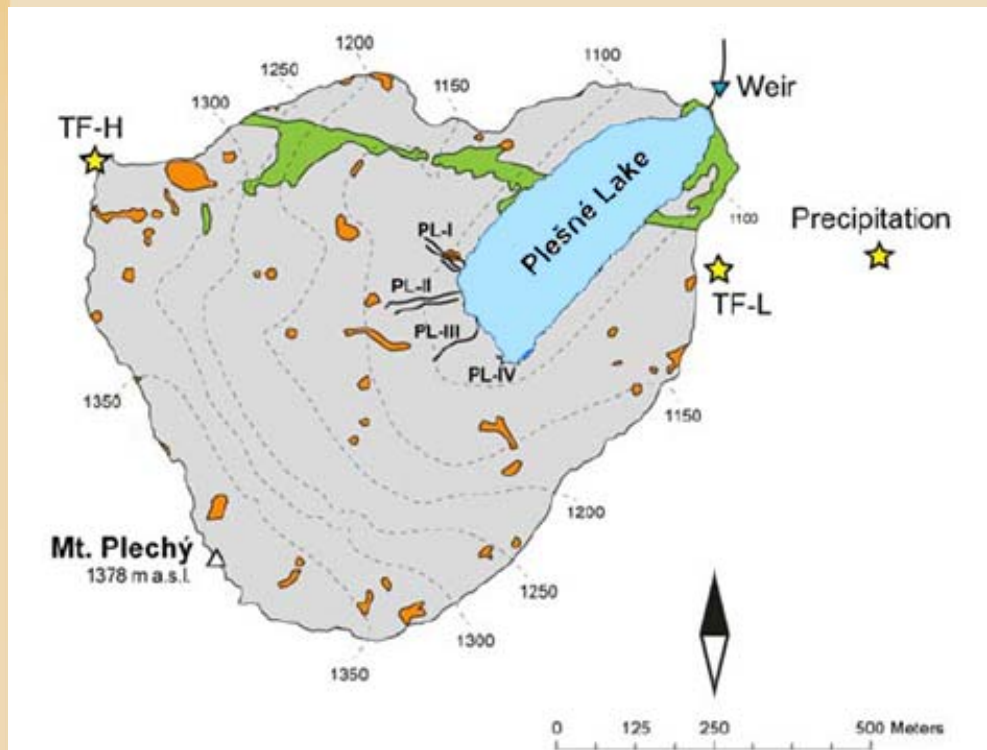 1200
1250
1100
1150
1300
Weir
TF-H
Plešné Lake
1100
Precipitation
PL-I
PL-II
TF-L
PL-III
PL-IV
1350
1150
1200
Mt. Plechý
1378 m a.s.l.
1250
1300
1350
0 125 250 500 Meters